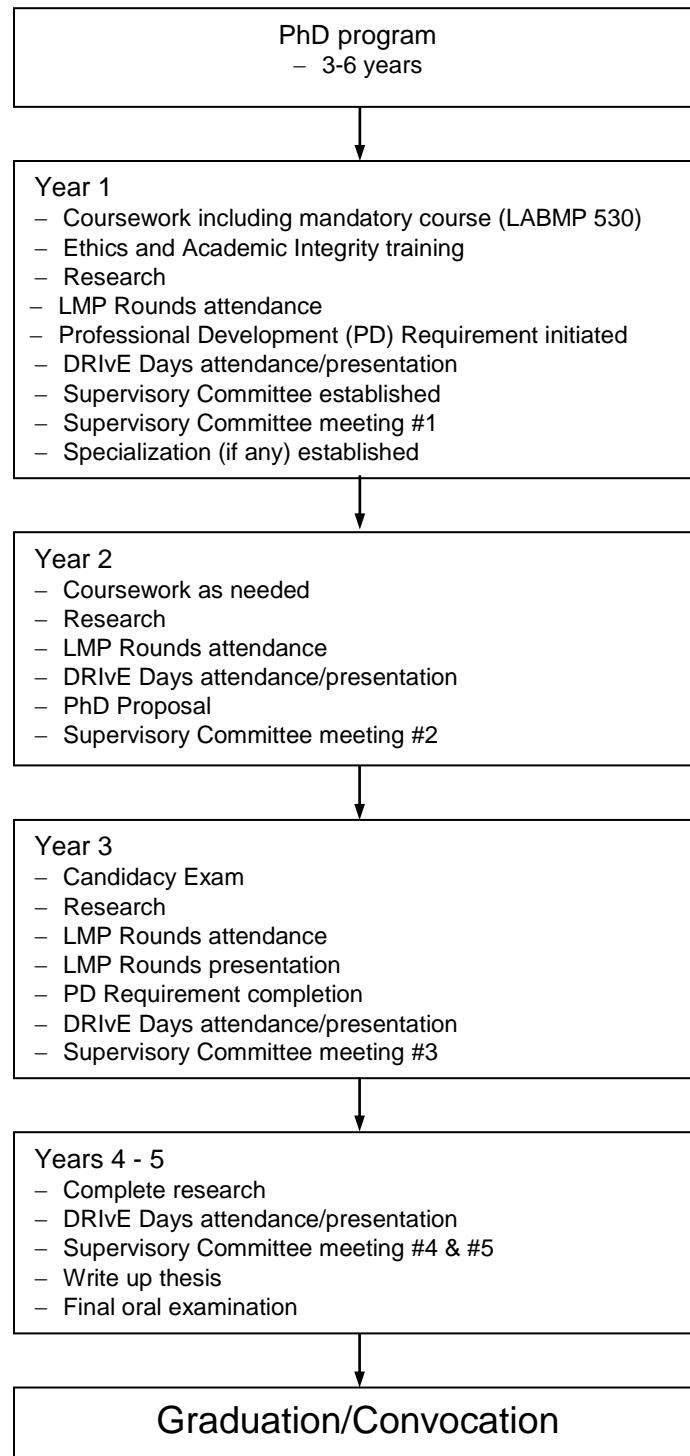 PhD program
– 3-6 years
Year 1
– Coursework including mandatory course (LABMP 530)
– Ethics and Academic Integrity training
– Research
– LMP Rounds attendance
– Professional Development (PD) Requirement initiated
– DRIvE Days attendance/presentation
– Supervisory Committee established
– Supervisory Committee meeting #1
– Specialization (if any) established
Year 2
– Coursework as needed
– Research
– LMP Rounds attendance
– DRIvE Days attendance/presentation
– PhD Proposal
– Supervisory Committee meeting #2
Year 3
– Candidacy Exam
– Research
– LMP Rounds attendance
– LMP Rounds presentation
– PD Requirement completion
– DRIvE Days attendance/presentation
– Supervisory Committee meeting #3
Years 4 - 5
– Complete research
– DRIvE Days attendance/presentation
– Supervisory Committee meeting #4 & #5
– Write up thesis
– Final oral examination
Graduation/Convocation